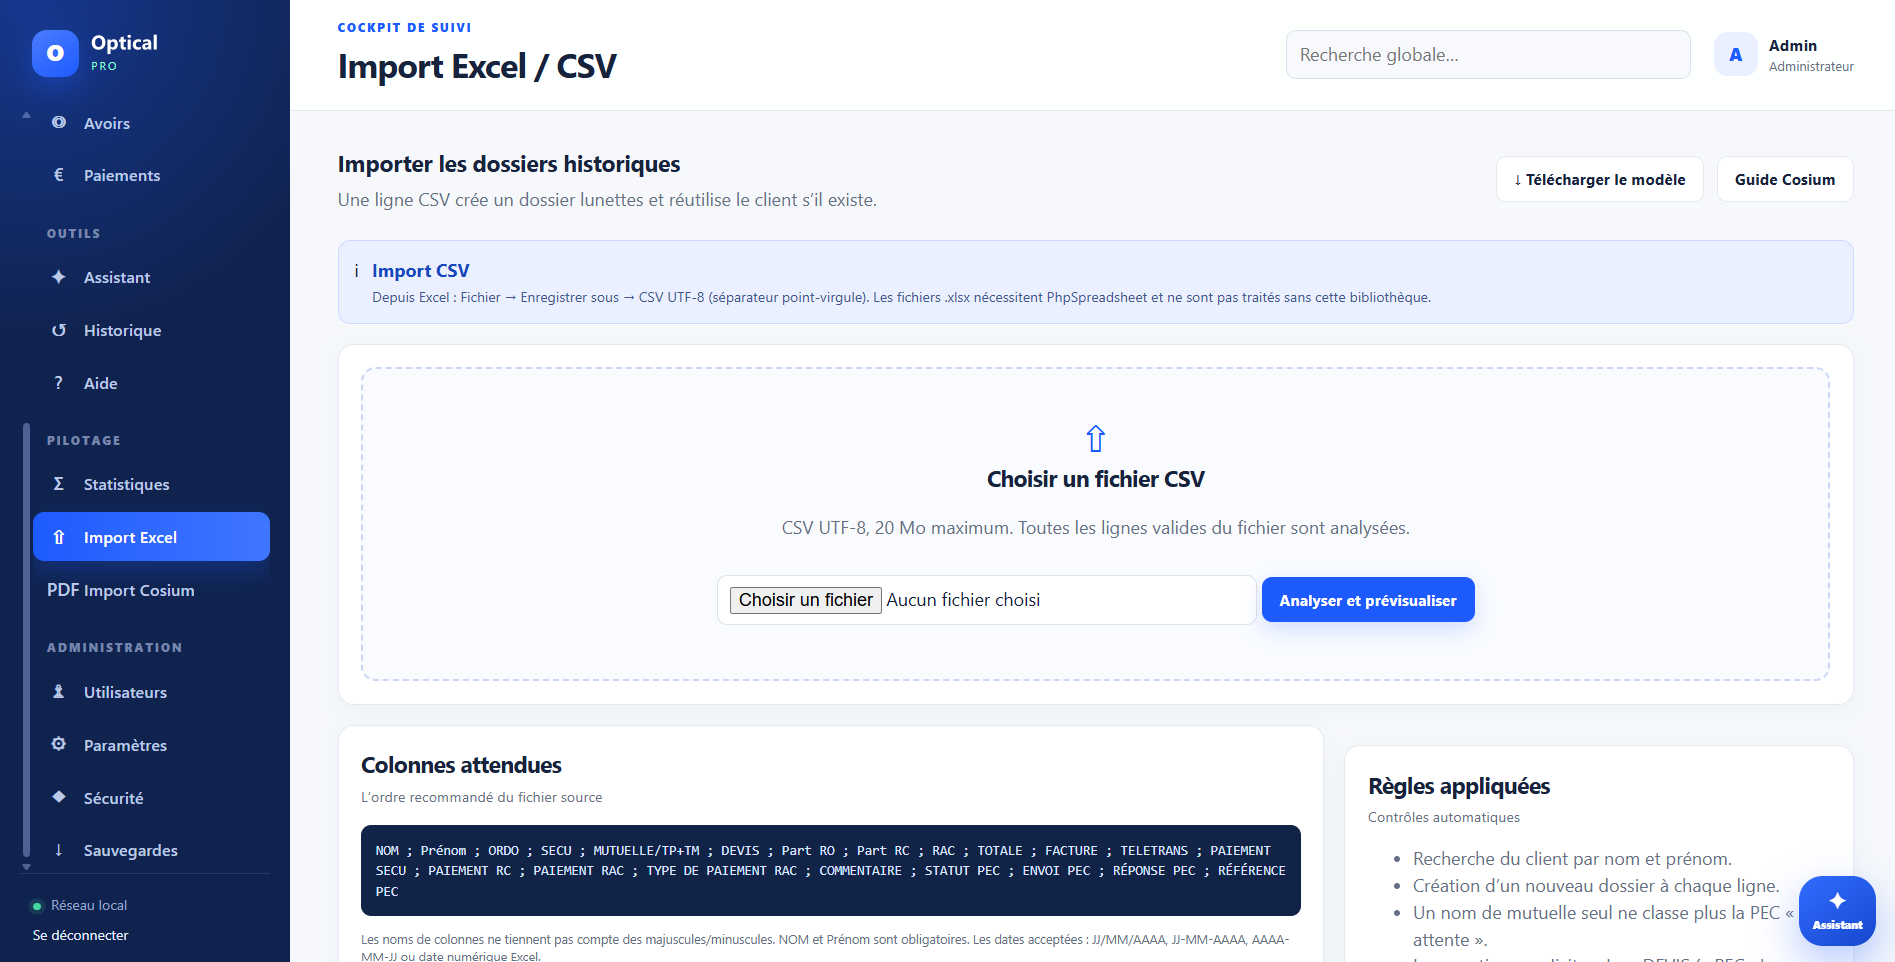 O
Optical
PRO
Avoirs
€ Paiements
OUTILS
Assistant
Historique
? Aide
PILOTAGE
Σ Statistiques
⇧ Import Excel
PDF Import Cosium
ADMINISTRATION
Utilisateurs
Paramètres
Sécurité
↓ Sauvegardes
Réseau local
Se déconnecter
COCKPIT DE SUIVI
Import Excel / CSV
Recherche globale...
A
Admin
Administrateur
Importer les dossiers historiques
Une ligne CSV crée un dossier lunettes et réutilise le client s’il existe.
↓ Télécharger le modèle
Guide Cosium
i Import CSV
Depuis Excel : Fichier → Enregistrer sous → CSV UTF-8 (séparateur point-virgule). Les fichiers .xlsx nécessitent PhpSpreadsheet et ne sont pas traités sans cette bibliothèque.
⇧
Choisir un fichier CSV
CSV UTF-8, 20 Mo maximum. Toutes les lignes valides du fichier sont analysées.
Choisir un fichier Aucun fichier choisi
Analyser et prévisualiser
Colonnes attendues
L’ordre recommandé du fichier source
NOM ; Prénom ; ORDO ; SECU ; MUTUELLE/TP+TM ; DEVIS ; Part RO ; Part RC ; RAC ; TOTALE ; FACTURE ; TELETRANS ; PAIEMENT
SECU ; PAIEMENT RC ; PAIEMENT RAC ; TYPE DE PAIEMENT RAC ; COMMENTAIRE ; STATUT PEC ; ENVOI PEC ; RÉPONSE PEC ; RÉFÉRENCE
PEC
Les noms de colonnes ne tiennent pas compte des majuscules/minuscules. NOM et Prénom sont obligatoires. Les dates acceptées : JJ/MM/AAAA, JJ-MM-AAAA, AAAA-
MM-JJ ou date numérique Excel.
Règles appliquées
Contrôles automatiques
• Recherche du client par nom et prénom.
• Création d’un nouveau dossier à chaque ligne.
• Un nom de mutuelle seul ne classe plus la PEC «
attente ».
Assistant